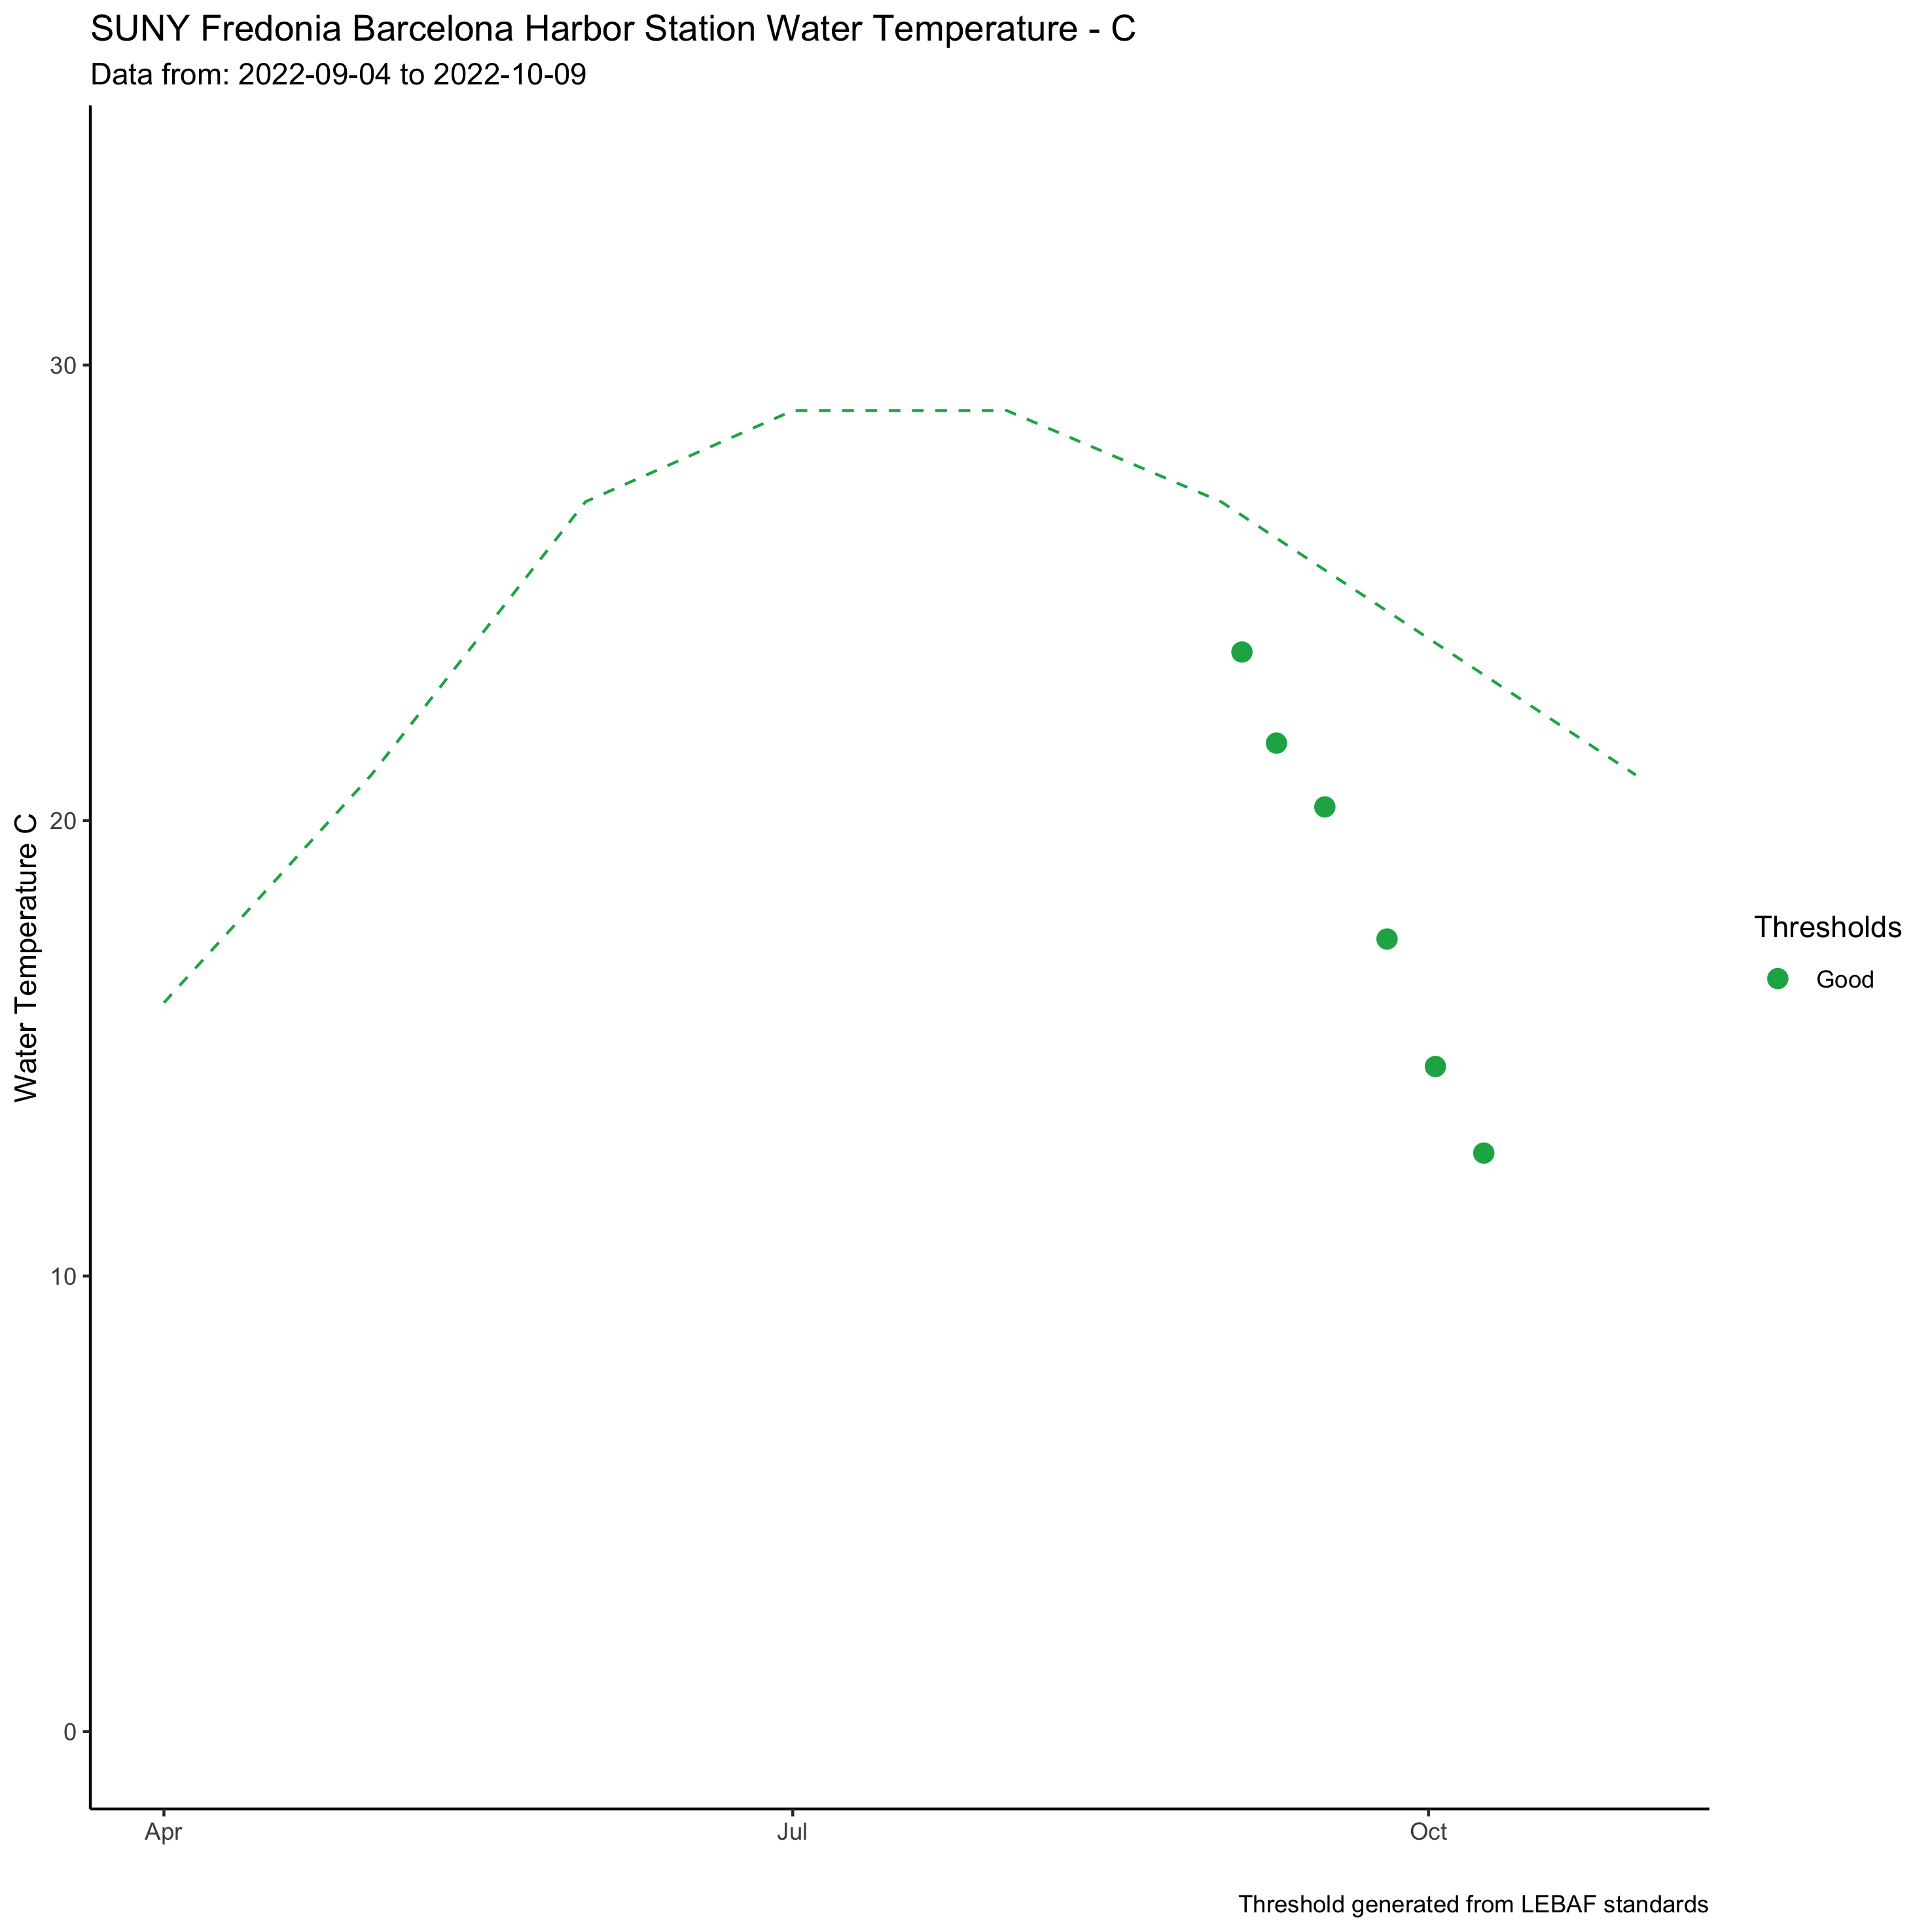 SUNY Fredonia Barcelona Harbor Station Water Temperature - C
Data from: 2022-09-04 to 2022-10-09
30
20
10
0
Water Temperature C
Apr
Jul
Oct
Thresholds
Good
Threshold generated from LEBAF standards